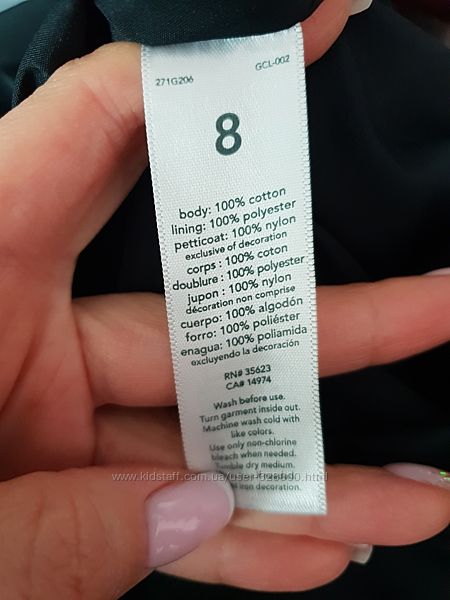 271G206
GCL-002
8
body: 100% cotton
lining: 100% polyester
petticoat: 100% nylon
exclusive of decoration
corps : 100% coton
doublure : 100% polyester
jupon : 100% nylon
décoration non comprise
cuerpo: 100% algodón
forro: 100% poliéster
enagua: 100% poliamida
excluyendo la decoración
RN# 35623
CA# 14974
Wash before use.
Turn garment inside out.
Machine wash cold with
like colors.
Use only non-chlorine
bleach when needed.
Tumble dry medium.
iron decoration.